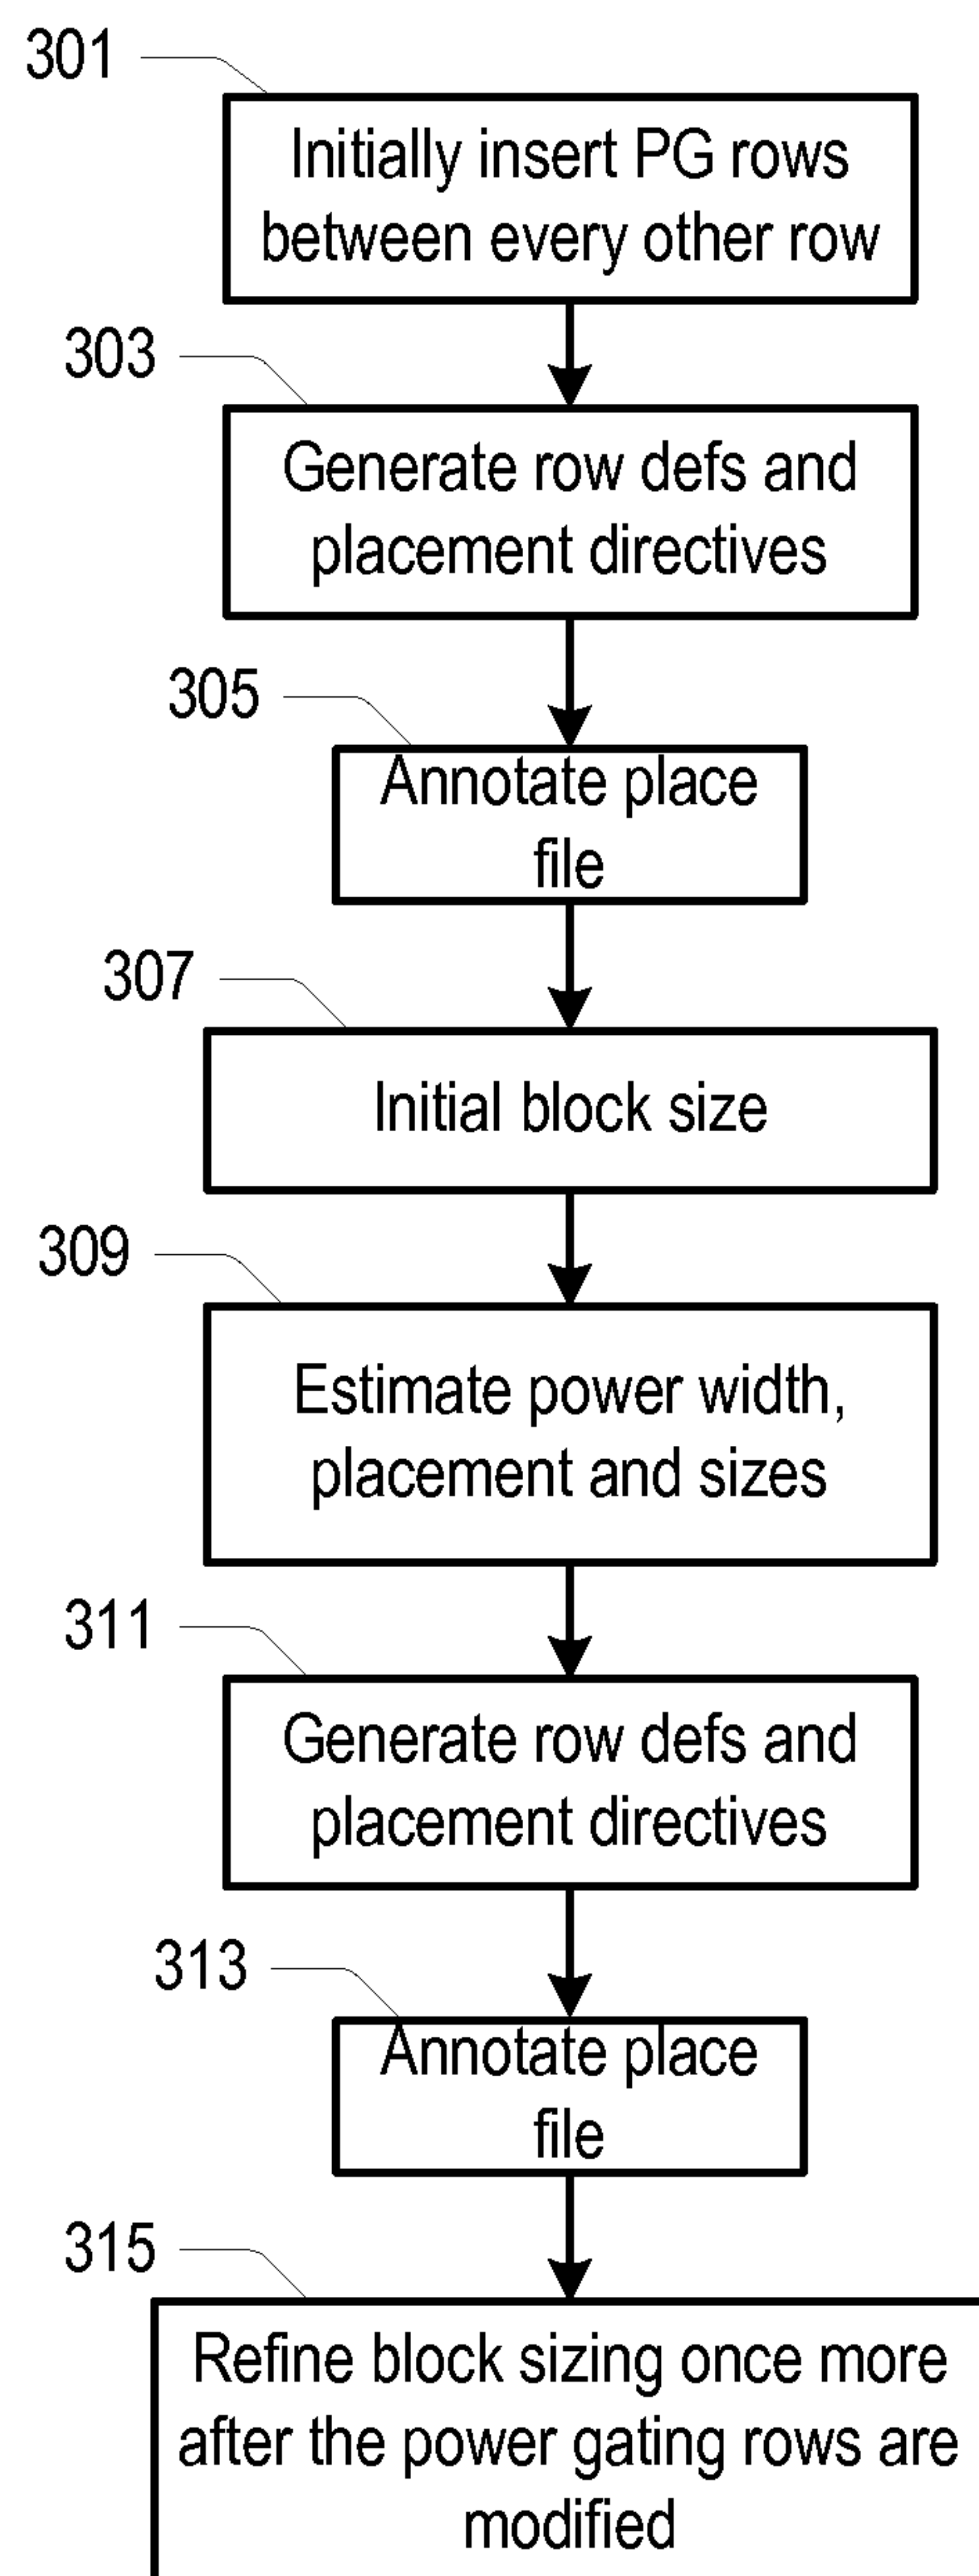 301
Initially insert PG rows
between every other row
303
Generate row defs and
placement directives
305
Annotate place
file
307
Initial block size
309
Estimate power width,
placement and sizes
311
Generate row defs and
placement directives
313
Annotate place
file
315
Refine block sizing once more
after the power gating rows are
modified